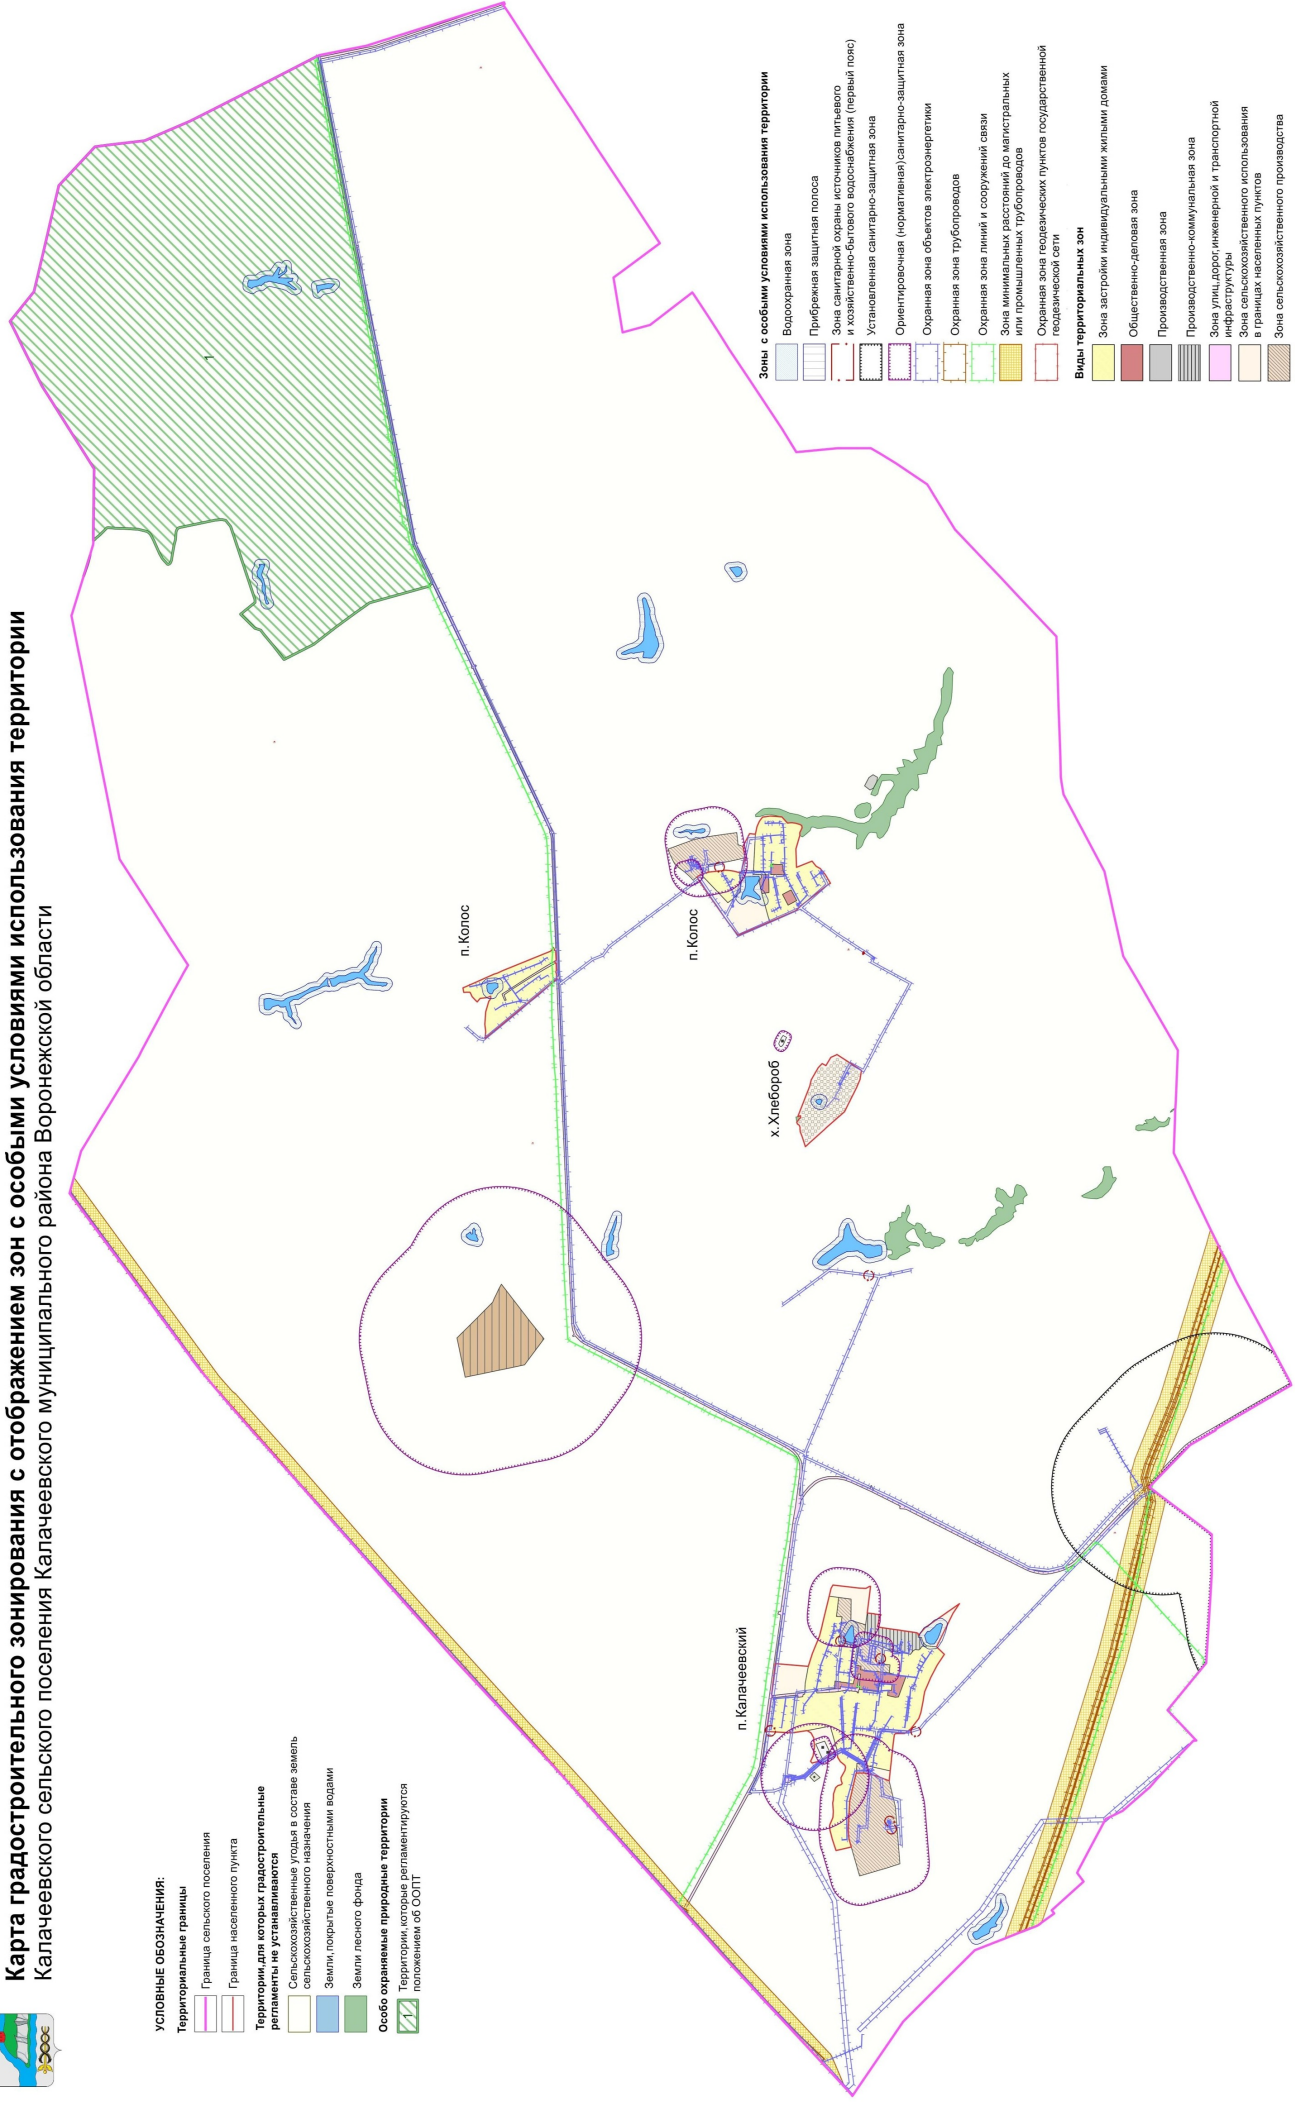 Карта градостроительного зонирования с отображением зон с особыми условиями использования территории
Калачеевского сельского поселения Калачеевского муниципального района Воронежской области
УСЛОВНЫЕ ОБОЗНАЧЕНИЯ:
Территориальные границы
Граница сельского поселения
Граница населенного пункта
Территории,для которых градостроительные
регламенты не устанавливаются
Сельскохозяйственные угодья в составе земель
сельскохозяйственного назначения
Земли,покрытые поверхностными водами
Земли лесного фонда
Особо охраняемые природные территории
1
Территории,которые регламентируются
положением об ООПТ
п.Калачеевский
х.Хлебороб
п.Колос
п.Колос
1
Зоны с особыми условиями использования территории
Водоохранная зона
Прибрежная защитная полоса
Зона санитарной охраны источников питьевого
и хозяйственно-бытового водоснабжения (первый пояс)
Установленная санитарно-защитная зона
Ориентировочная (нормативная)санитарно-защитная зона
Охранная зона объектов электроэнергетики
Охранная зона трубопроводов
Охранная зона линий и сооружений связи
Зона минимальных расстояний до магистральных
или промышленных трубопроводов
Охранная зона геодезических пунктов государственной
геодезической сети
Виды территориальных зон
Зона застройки индивидуальными жилыми домами
Общественно-деловая зона
Производственная зона
Производственно-коммунальная зона
Зона улиц,дорог,инженерной и транспортной
инфраструктуры
Зона сельскохозяйственного использования
в границах населенных пунктов
Зона сельскохозяйственного производства